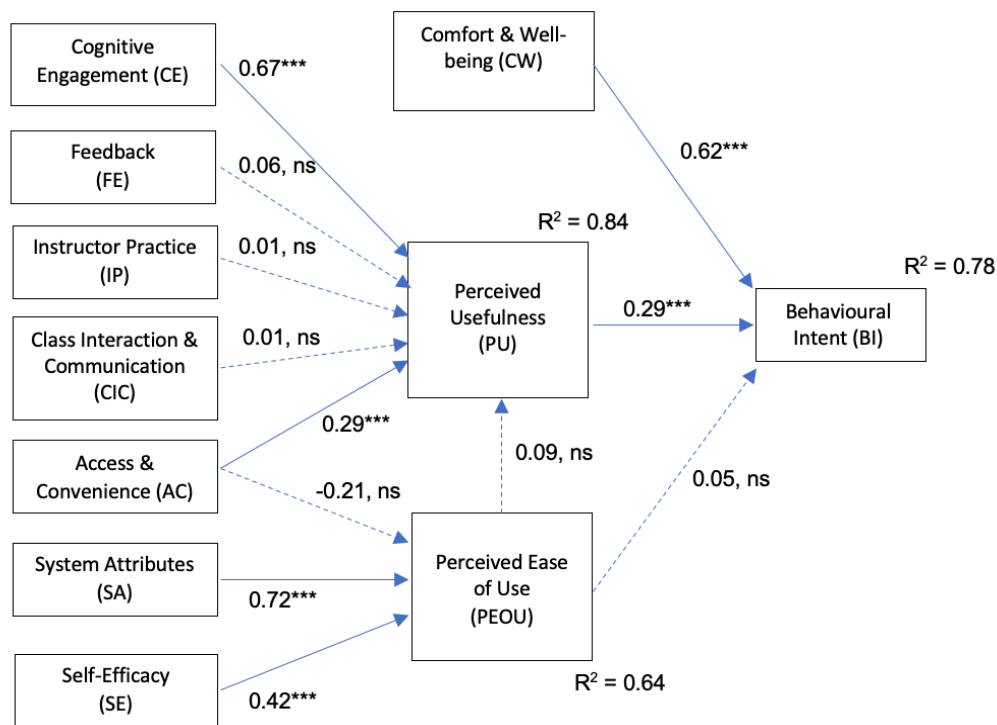 Cognitive
Engagement (CE)
0.67***
Comfort & Well-
being (CW)
0.62***
Feedback
(FE)
0.06, ns
Instructor Practice
(IP)
0.01, ns
Class Interaction &
Communication
(CIC)
0.01, ns
R² = 0.84
Perceived
Usefulness
(PU)
0.29***
R² = 0.78
Behavioural
Intent (BI)
Access &
Convenience (AC)
0.29***
-0.21, ns
0.09, ns
0.05, ns
System Attributes
(SA)
0.72***
Perceived Ease
of Use
(PEOU)
Self-Efficacy
(SE)
0.42***
R² = 0.64